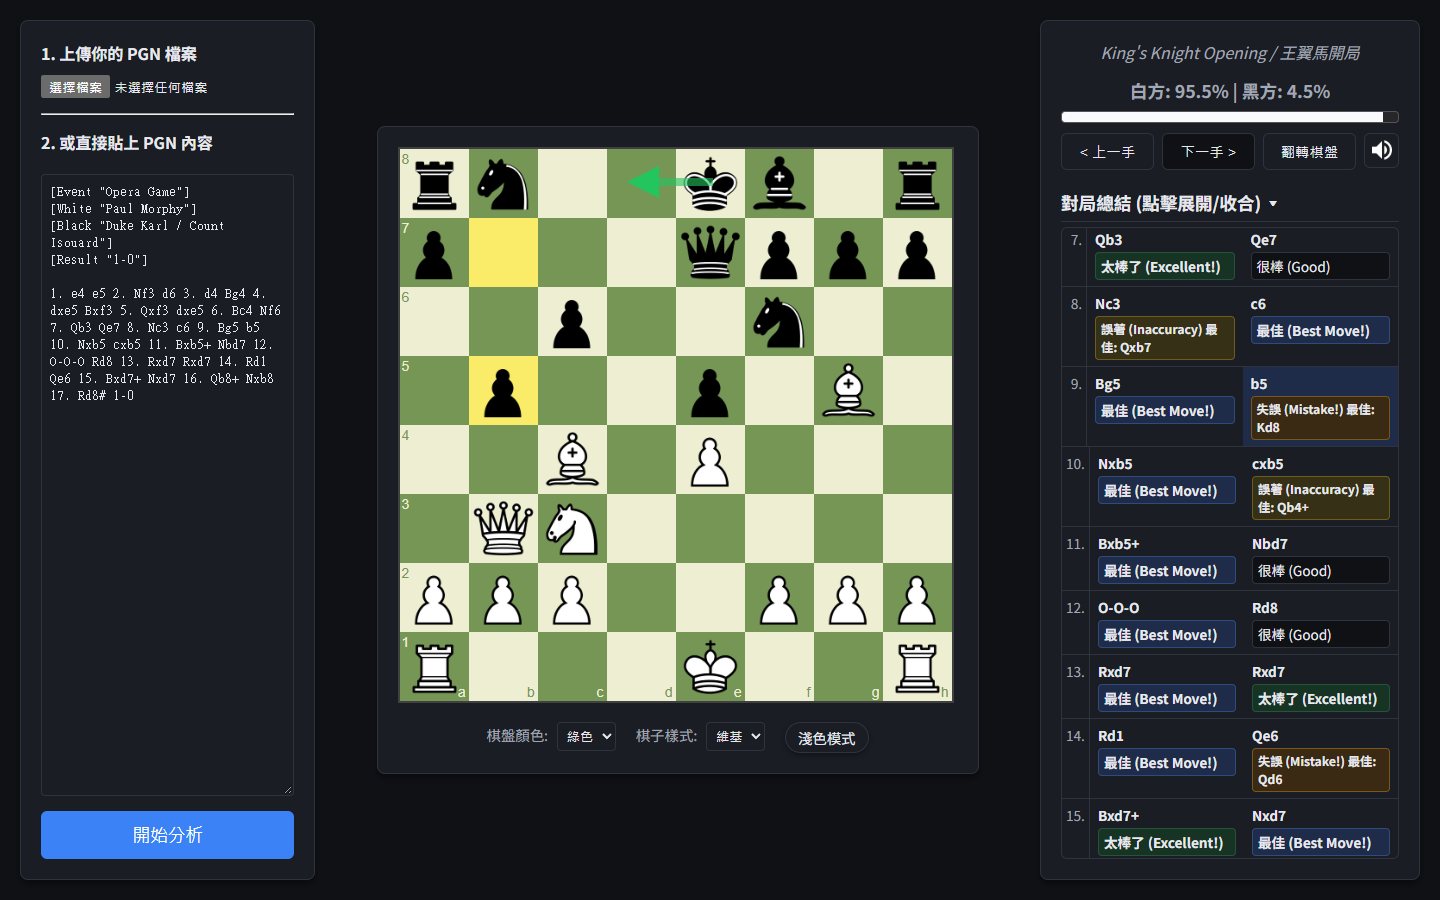 1. 上傳你的 PGN 檔案
選擇檔案 未選擇任何檔案
2. 或直接貼上 PGN 內容
[Event "Opera Game"]
[White "Paul Morphy"]
[Black "Duke Karl / Count
Isouard"]
[Result "1-0"]
1. e4 e5 2. Nf3 d6 3. d4 Bg4 4.
dxe5 Bxf3 5. Qxf3 dxe5 6. Bc4 Nf6
7. Qb3 Qe7 8. Nc3 c6 9. Bg5 b5
10. Nxb5 cxb5 11. Bxb5+ Nbd7 12.
O-O-O Rd8 13. Rxd7 Rxd7 14. Rd1
Qe6 15. Bxd7+ Nxd7 16. Qb8+ Nxb8
17. Rd8# 1-0
開始分析
8
7
6
5
4
3
2
1
a b c d e f g h
棋盤顏色: 綠色 棋子樣式: 維基 淺色模式
King's Knight Opening / 王翼馬開局
白方: 95.5% | 黑方: 4.5%
< 上一手 下一手 > 翻轉棋盤
對局總結 (點擊展開/收合)
7. Qb3 Qe7
太棒了 (Excellent!) 很棒 (Good)
8. Nc3 c6
誤著 (Inaccuracy) 最
佳: Qxb7
最佳 (Best Move!)
9. Bg5 b5
最佳 (Best Move!)
失誤 (Mistake!) 最佳:
Kd8
10. Nxb5 cxb5
最佳 (Best Move!)
誤著 (Inaccuracy) 最
佳: Qb4+
11. Bxb5+ Nbd7
最佳 (Best Move!) 很棒 (Good)
12. O-O-O Rd8
最佳 (Best Move!) 很棒 (Good)
13. Rxd7 Rxd7
最佳 (Best Move!) 太棒了 (Excellent!)
14. Rd1 Qe6
最佳 (Best Move!)
失誤 (Mistake!) 最佳:
Qd6
15. Bxd7+ Nxd7
太棒了 (Excellent!) 最佳 (Best Move!)